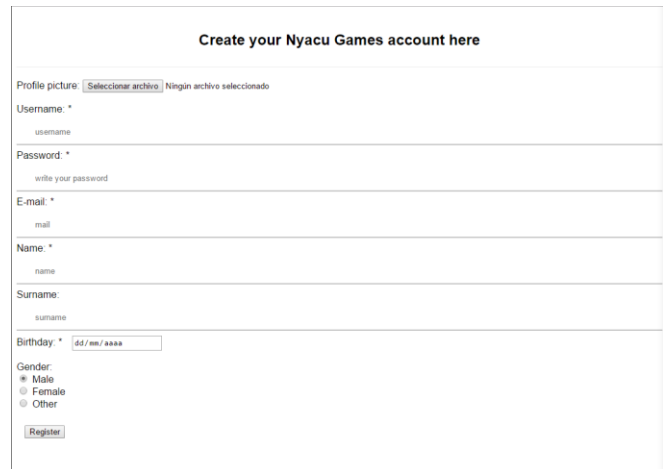 Create your Nyacu Games account here
Profile picture: Seleccionar archivo Ningún archivo seleccionado
Username: *
username
Password: *
write your password
E-mail: *
mail
Name: *
name
Surname:
surname
Birthday: * dd/mm/aaaa
Gender:
Male
Female
Other
Register